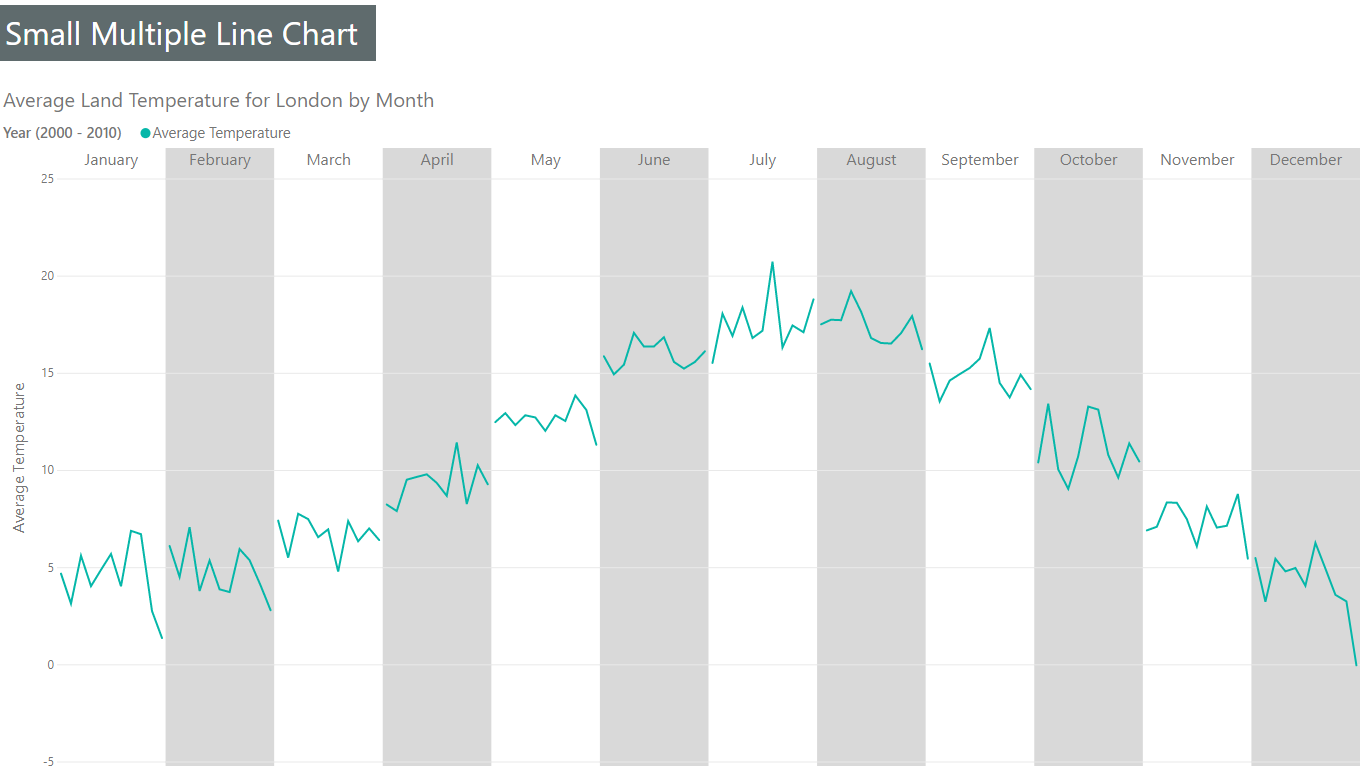 Small Multiple Line Chart
Average Land Temperature for London by Month
Year (2000 - 2010) Average Temperature
January February March April May June July August September October November December
25
20
15
10
5
0
-5
Average Temperature